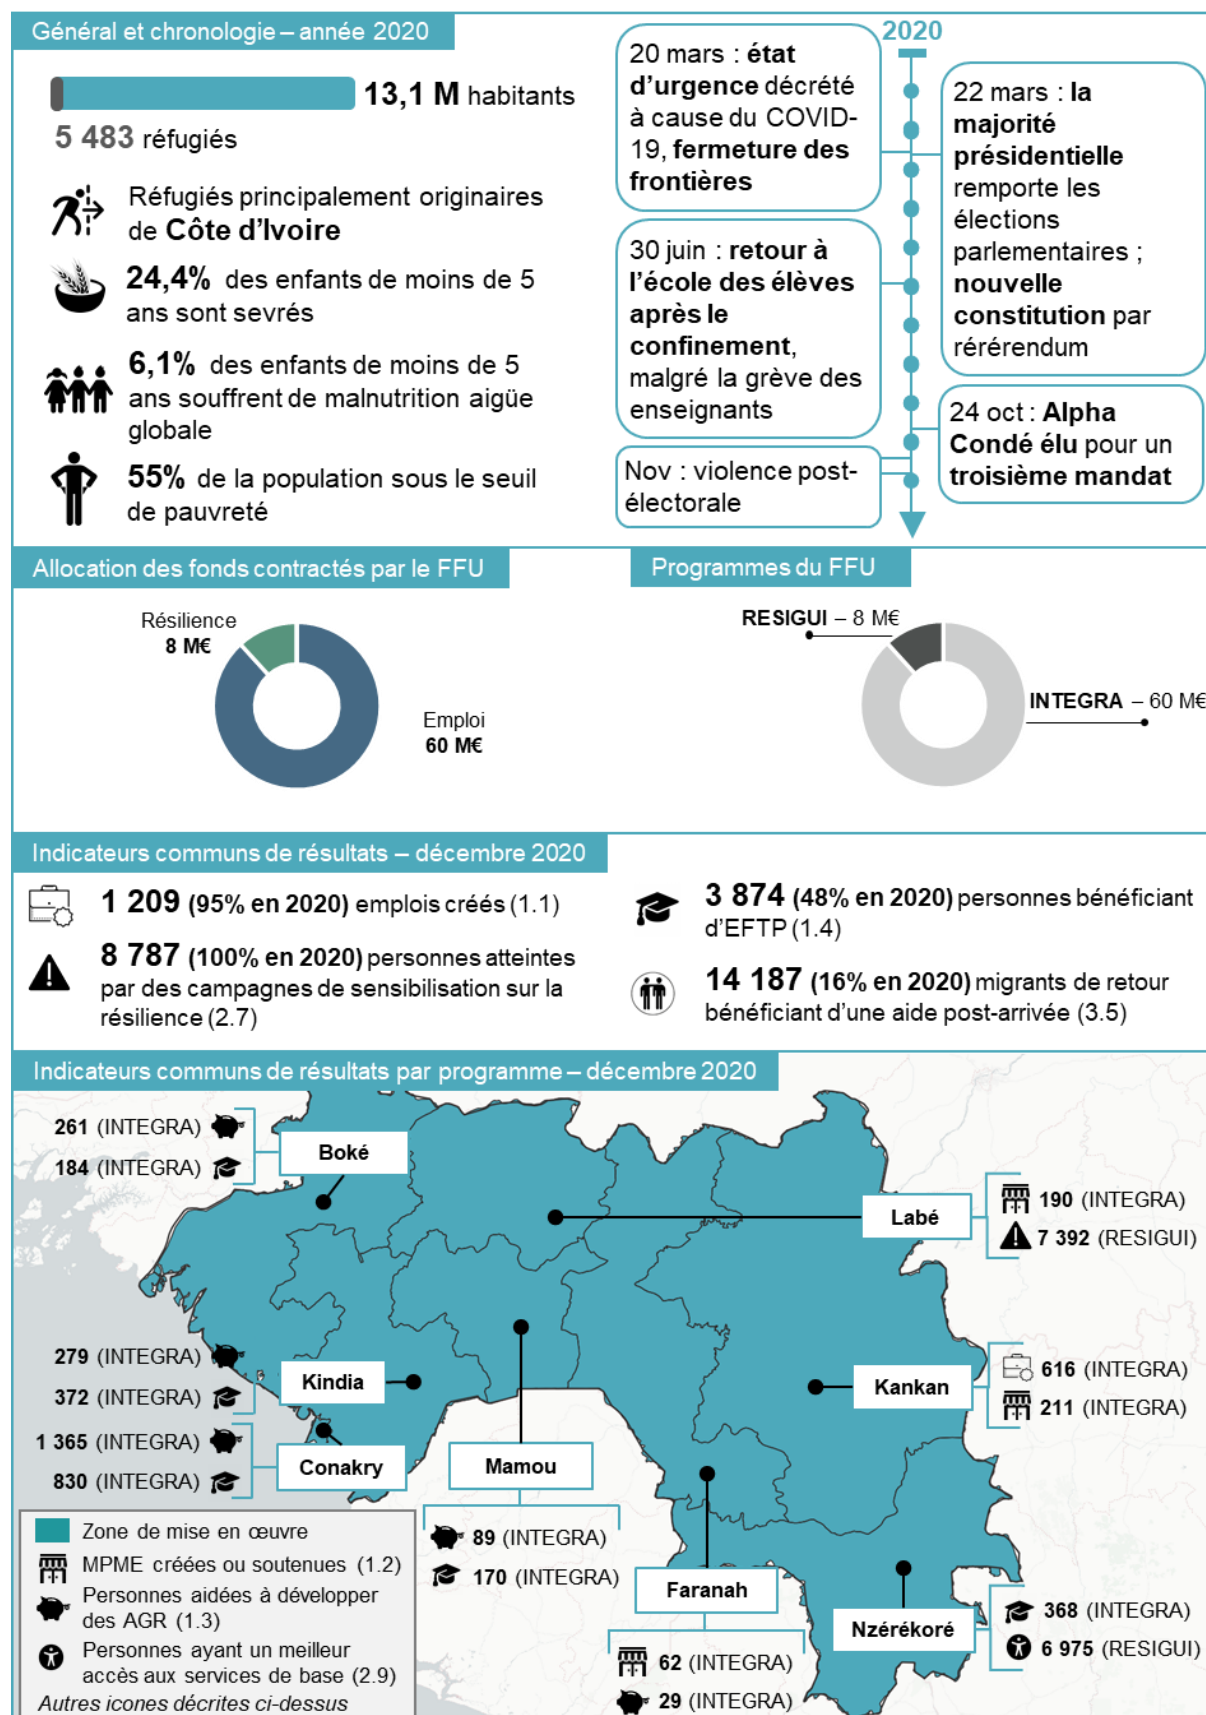 Général et chronologie – année 2020
13,1 M habitants
5 483 réfugiés
Réfugiés principalement originaires
de Côte d'Ivoire
24,4% des enfants de moins de 5
ans sont sevrés
6,1% des enfants de moins de 5
ans souffrent de malnutrition aigüe
globale
55% de la population sous le seuil
de pauvreté
2020
20 mars : état
d'urgence décrété
à cause du COVID-
19, fermeture des
frontières
22 mars : la
majorité
présidentielle
remporte les
élections
parlementaires ;
nouvelle
constitution par
rérérendum
30 juin : retour à
l'école des élèves
après le
confinement,
malgré la grève des
enseignants
24 oct : Alpha
Condé élu pour un
troisième mandat
Nov : violence post-
électorale
Allocation des fonds contractés par le FFU
Résilience
8 M€
Emploi
60 M€
Programmes du FFU
RESIGUI – 8 M€
INTEGRA – 60 M€
Indicateurs communs de résultats – décembre 2020
1 209 (95% en 2020) emplois créés (1.1)
8 787 (100% en 2020) personnes atteintes
par des campagnes de sensibilisation sur la
résilience (2.7)
3 874 (48% en 2020) personnes bénéficiant
d'EFTP (1.4)
14 187 (16% en 2020) migrants de retour
bénéficiant d'une aide post-arrivée (3.5)
Indicateurs communs de résultats par programme – décembre 2020
261 (INTEGRA)
184 (INTEGRA)
Boké
Labé
190 (INTEGRA)
7 392 (RESIGUI)
279 (INTEGRA)
372 (INTEGRA)
Kindia
Kankan
616 (INTEGRA)
211 (INTEGRA)
1 365 (INTEGRA)
830 (INTEGRA)
Conakry
Mamou
89 (INTEGRA)
170 (INTEGRA)
Faranah
62 (INTEGRA)
29 (INTEGRA)
Nzérékoré
368 (INTEGRA)
6 975 (RESIGUI)
Zone de mise en œuvre
MPME créées ou soutenues (1.2)
Personnes aidées à développer
des AGR (1.3)
Personnes ayant un meilleur
accès aux services de base (2.9)
Autres icones décrites ci-dessus